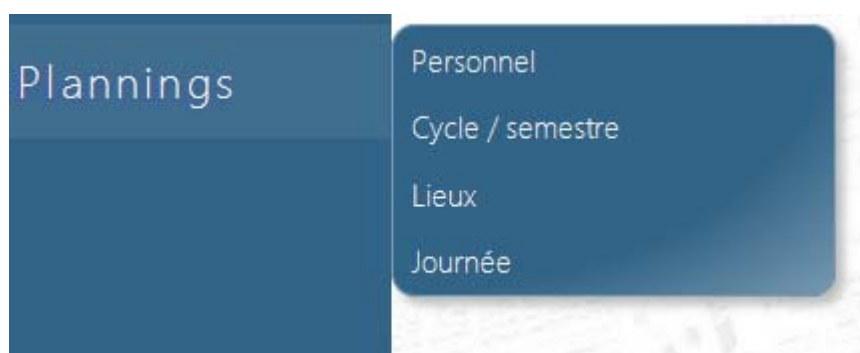 Plannings
Personnel
Cycle / semestre
Lieux
Journée